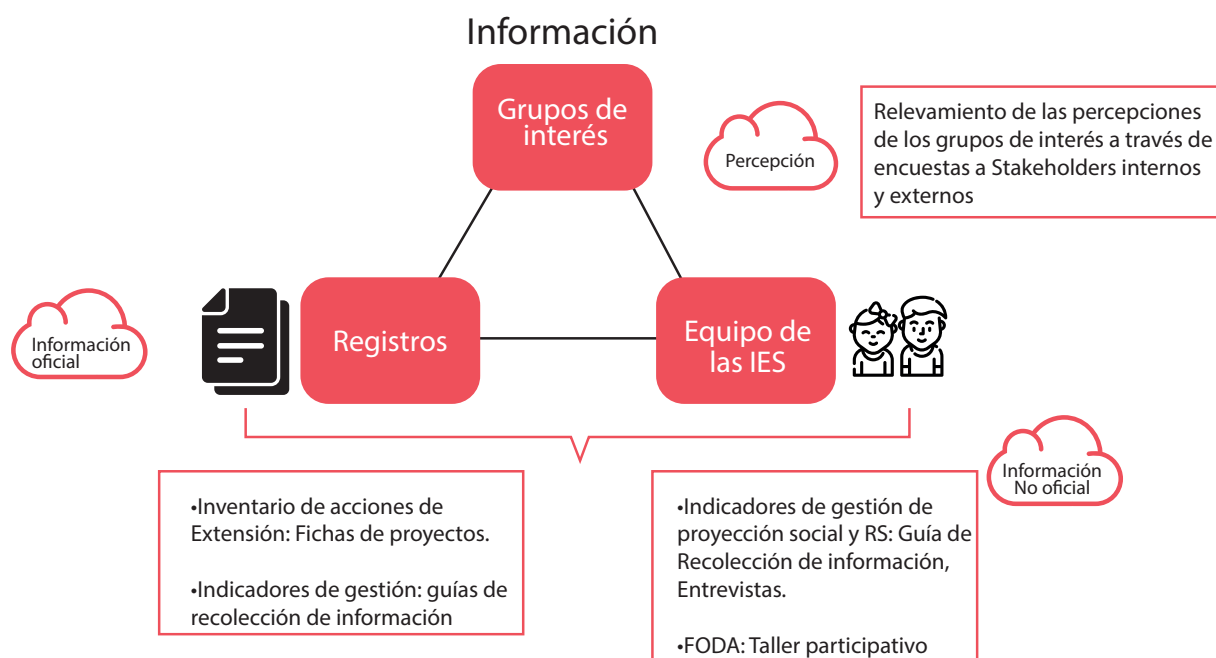 Información
Grupos de
interés
Percepción
Relevamiento de las percepciones
de los grupos de interés a través de
encuestas a Stakeholders internos
y externos
Información
oficial
Registros
Equipo de
las IES
Información
No oficial
•Inventario de acciones de
Extensión: Fichas de proyectos.
•Indicadores de gestión: guías de
recolección de información
•Indicadores de gestión de
proyección social y RS: Guía de
Recolección de información,
Entrevistas.
•FODA: Taller participativo